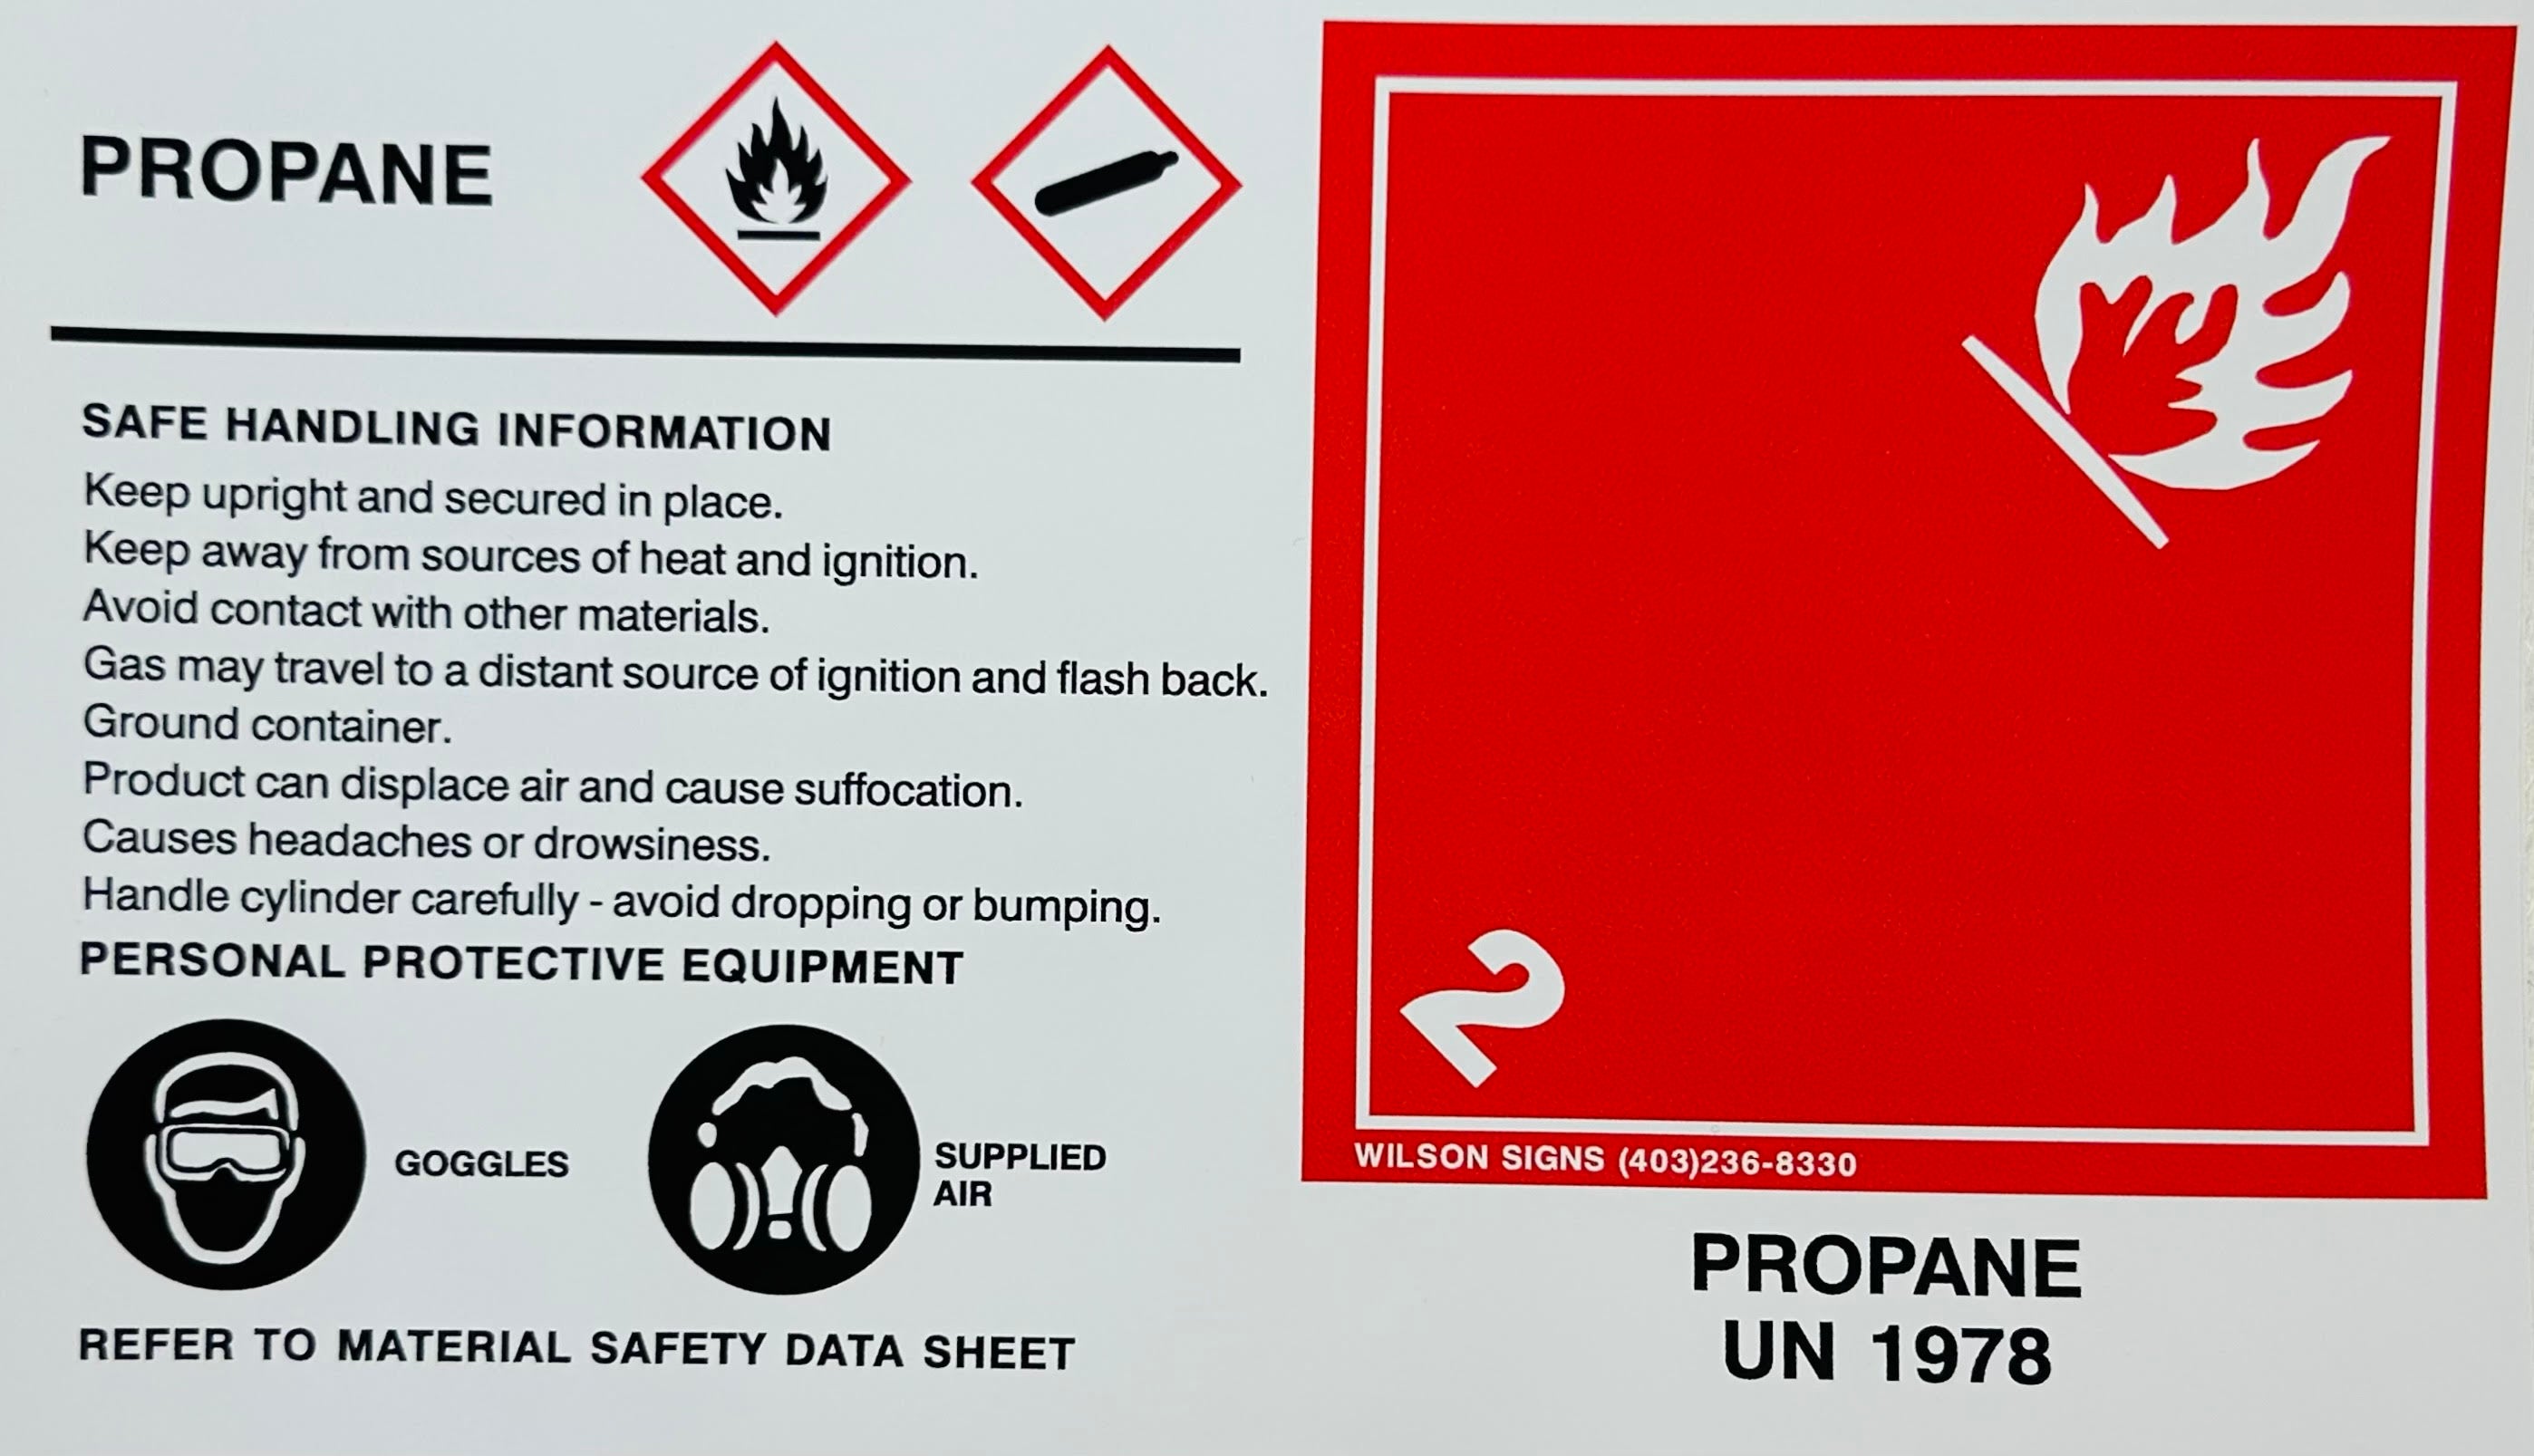 PROPANE
SAFE HANDLING INFORMATION
Keep upright and secured in place.
Keep away from sources of heat and ignition.
Avoid contact with other materials.
Gas may travel to a distant source of ignition and flash back.
Ground container.
Product can displace air and cause suffocation.
Causes headaches or drowsiness.
Handle cylinder carefully - avoid dropping or bumping.
PERSONAL PROTECTIVE EQUIPMENT
GOGGLES
SUPPLIED
AIR
REFER TO MATERIAL SAFETY DATA SHEET
2
WILSON SIGNS (403)236-8330
PROPANE
UN 1978